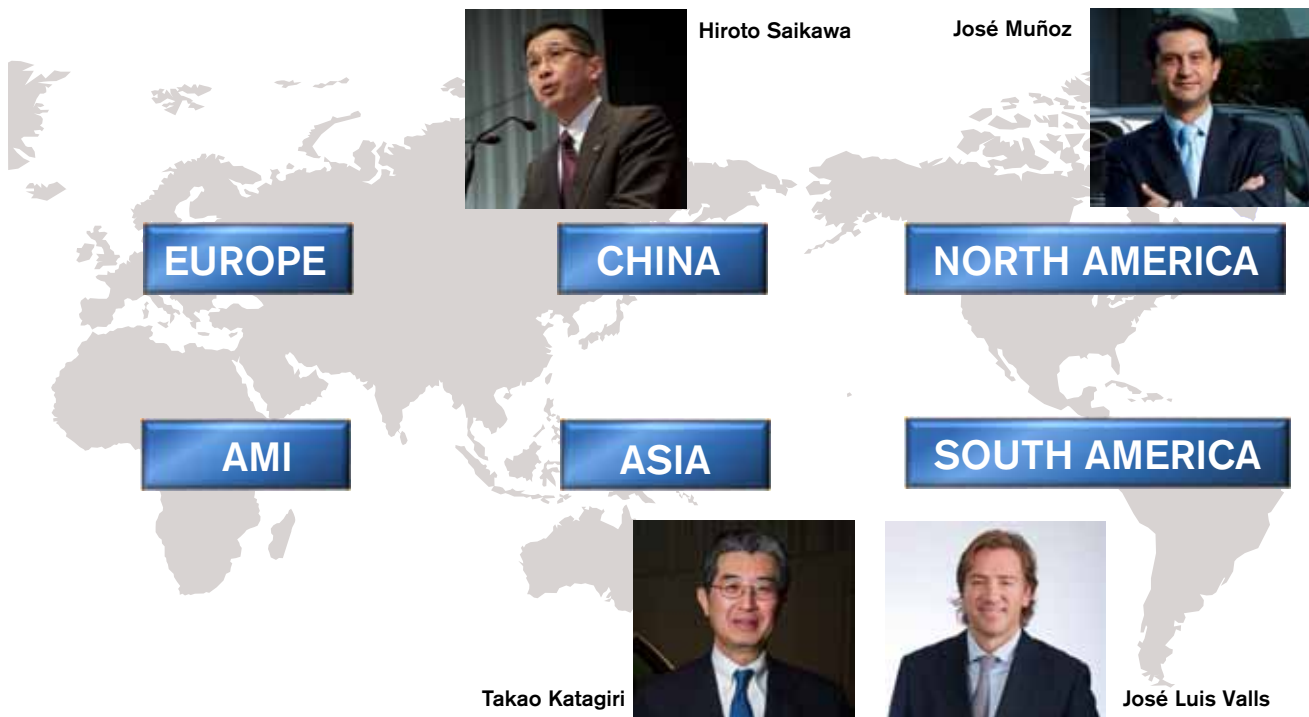 Hiroto Saikawa
José Muñoz
EUROPE
CHINA
NORTH AMERICA
AMI
ASIA
SOUTH AMERICA
Takao Katagiri
José Luis Valls